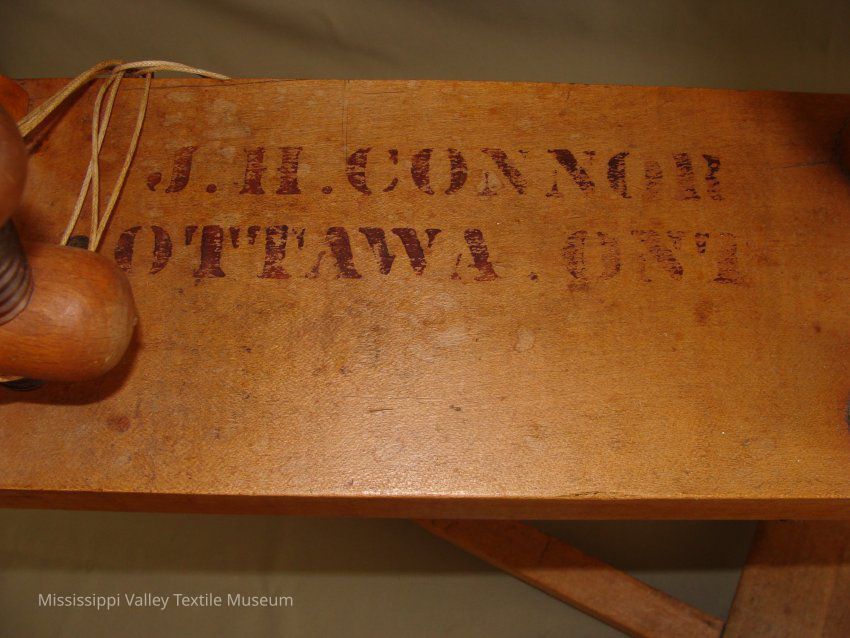 J.H.CONNOR
OTTAWA. ONT
Mississippi Valley Textile Museum